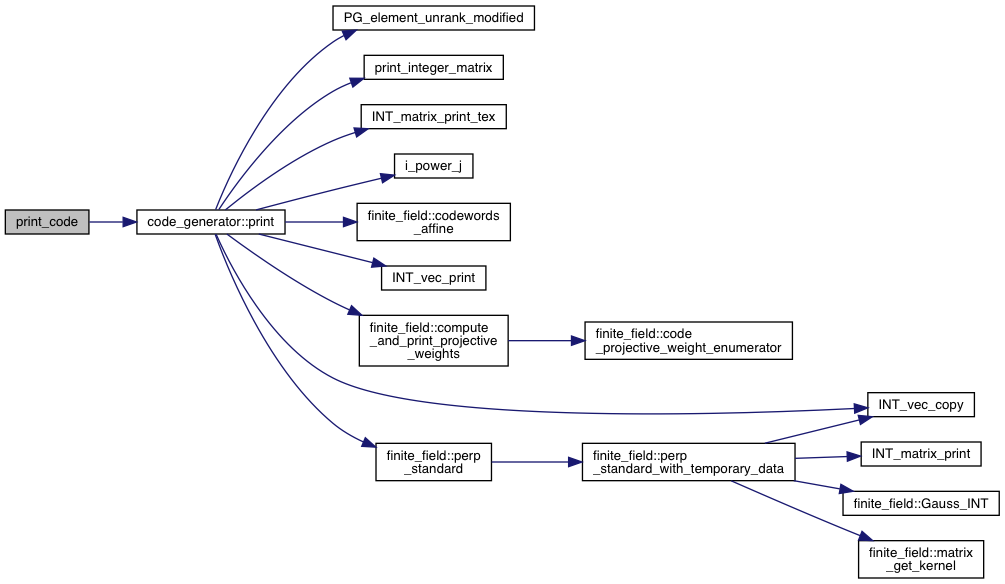 PG_element_unrank_modified
print_integer_matrix
INT_matrix_print_tex
i_power_j
print_code
code_generator::print
finite_field::codewords
_affine
INT_vec_print
finite_field::compute
_and_print_projective
_weights
finite_field::code
_projective_weight_enumerator
INT_vec_copy
finite_field::perp
_standard
finite_field::perp
_standard_with_temporary_data
INT_matrix_print
finite_field::Gauss_INT
finite_field::matrix
_get_kernel